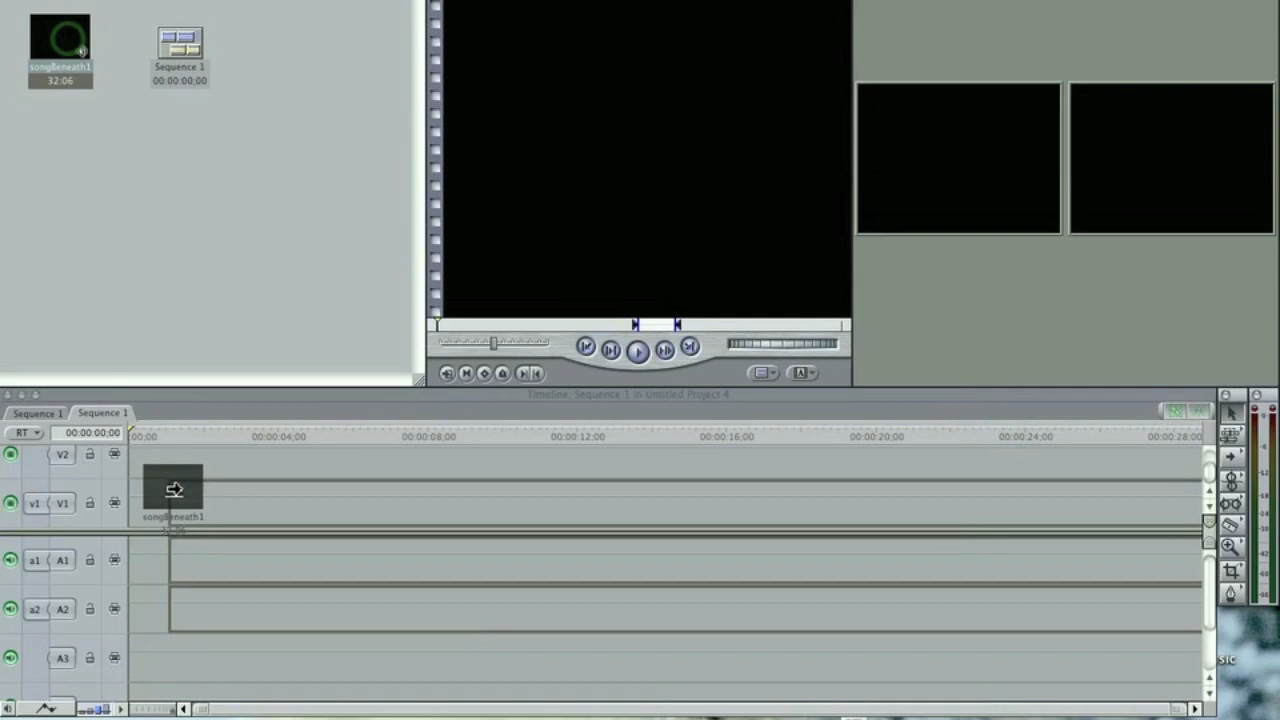 songBeneath1
32:06
Sequence 1
00:00:00;00
Timeline: Sequence 1 in Untitled Project 4
Sequence 1
Sequence 1
RT
00:00:00;00
00;00
00:00:04;00
00:00:08;00
00:00:12;00
00:00:16;00
00:00:20;00
00:00:24;00
00:00:28;00
V2
v1 V1
songBeneath1
32:06
a1 A1
a2 A2
A3
SIC